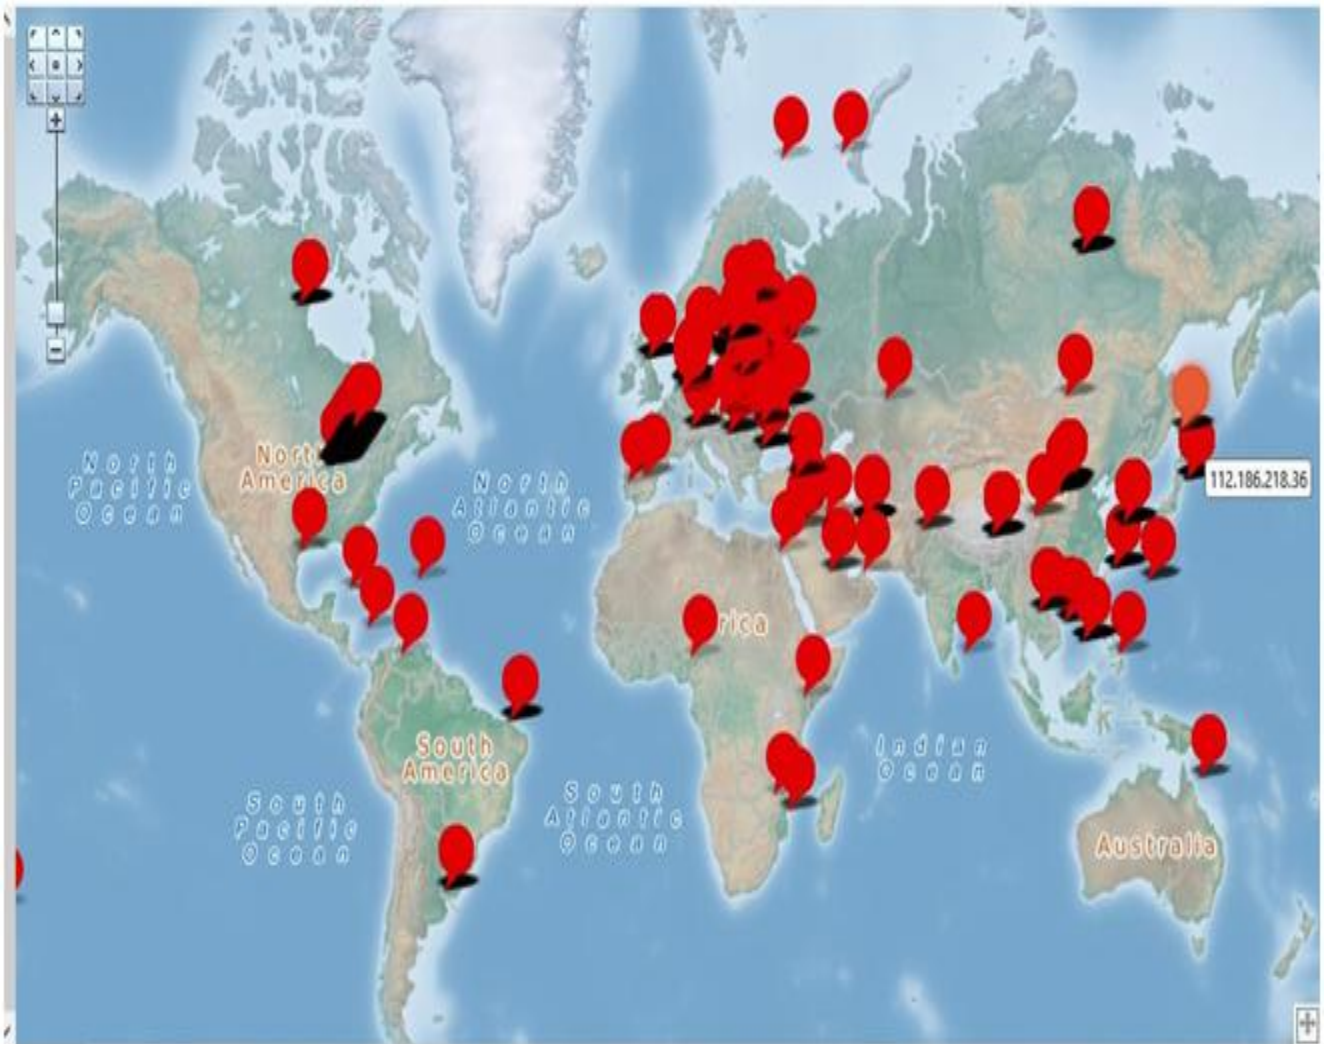 North
America
North
Pacific
Ocean
North
Atlantic
Ocean
112.186.218.36
rica
South
America
Indian
Ocean
South
Pacific
Ocean
South
Atlantic
Ocean
Australia